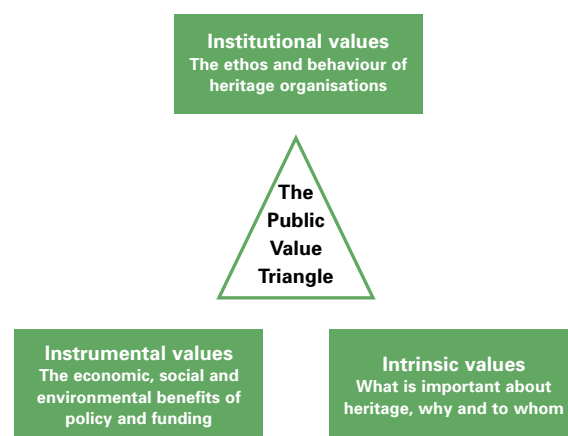 Institutional values
The ethos and behaviour of
heritage organisations
The
Public
Value
Triangle
Instrumental values
The economic, social and
environmental benefits of
policy and funding
Intrinsic values
What is important about
heritage, why and to whom